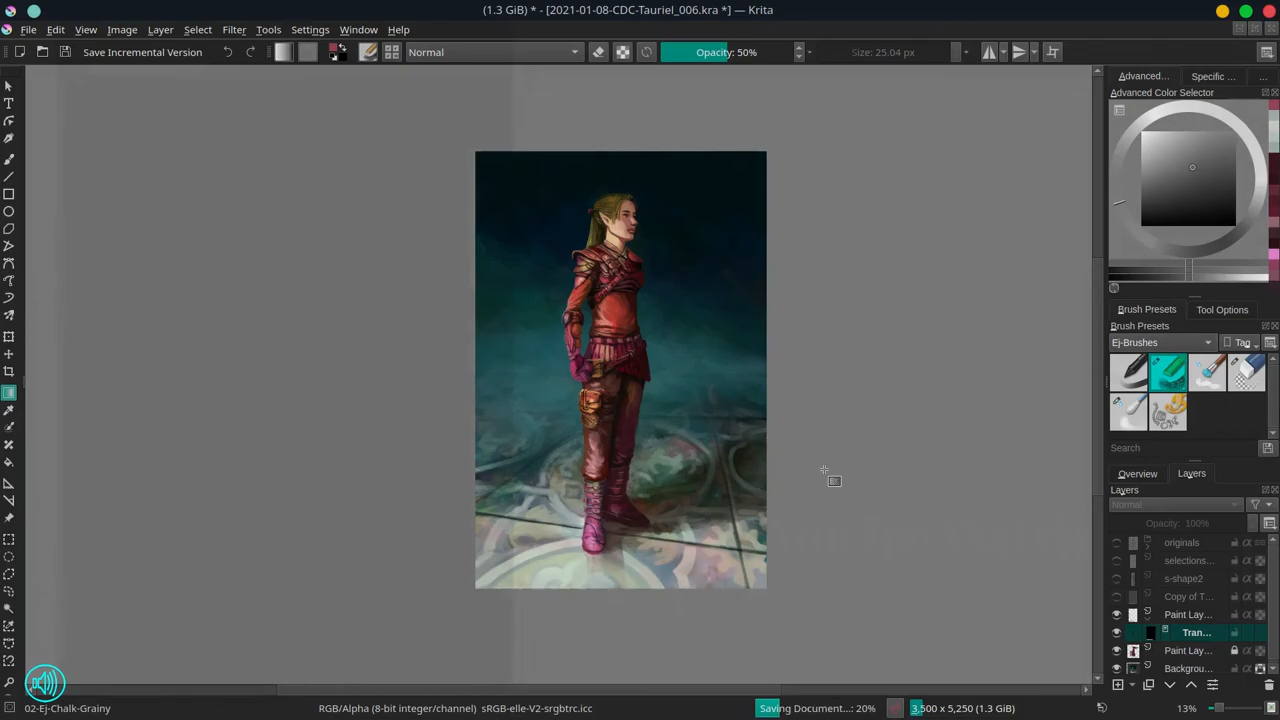 (1.3 GiB) * - [2021-01-08-CDC-Tauriel_006.kra *] — Krita
File Edit View Image Layer Select Filter Tools Settings Window Help
Save Incremental Version Normal Opacity: 50% Size: 25.04 px
Advanced... Specific ... ...
Advanced Color Selector
Brush Presets Tool Options
Brush Presets
Ej-Brushes Tag
Search
Overview Layers
Layers
Normal
Opacity: 100%
originals
selections...
s-shape2
Copy of T...
Paint Lay...
Tran...
Paint Lay...
Backgrou...
02-Ej-Chalk-Grainy RGB/Alpha (8-bit integer/channel) sRGB-elle-V2-srgbtrc.icc Saving Document...: 20% 3,500 x 5,250 (1.3 GiB) 13%